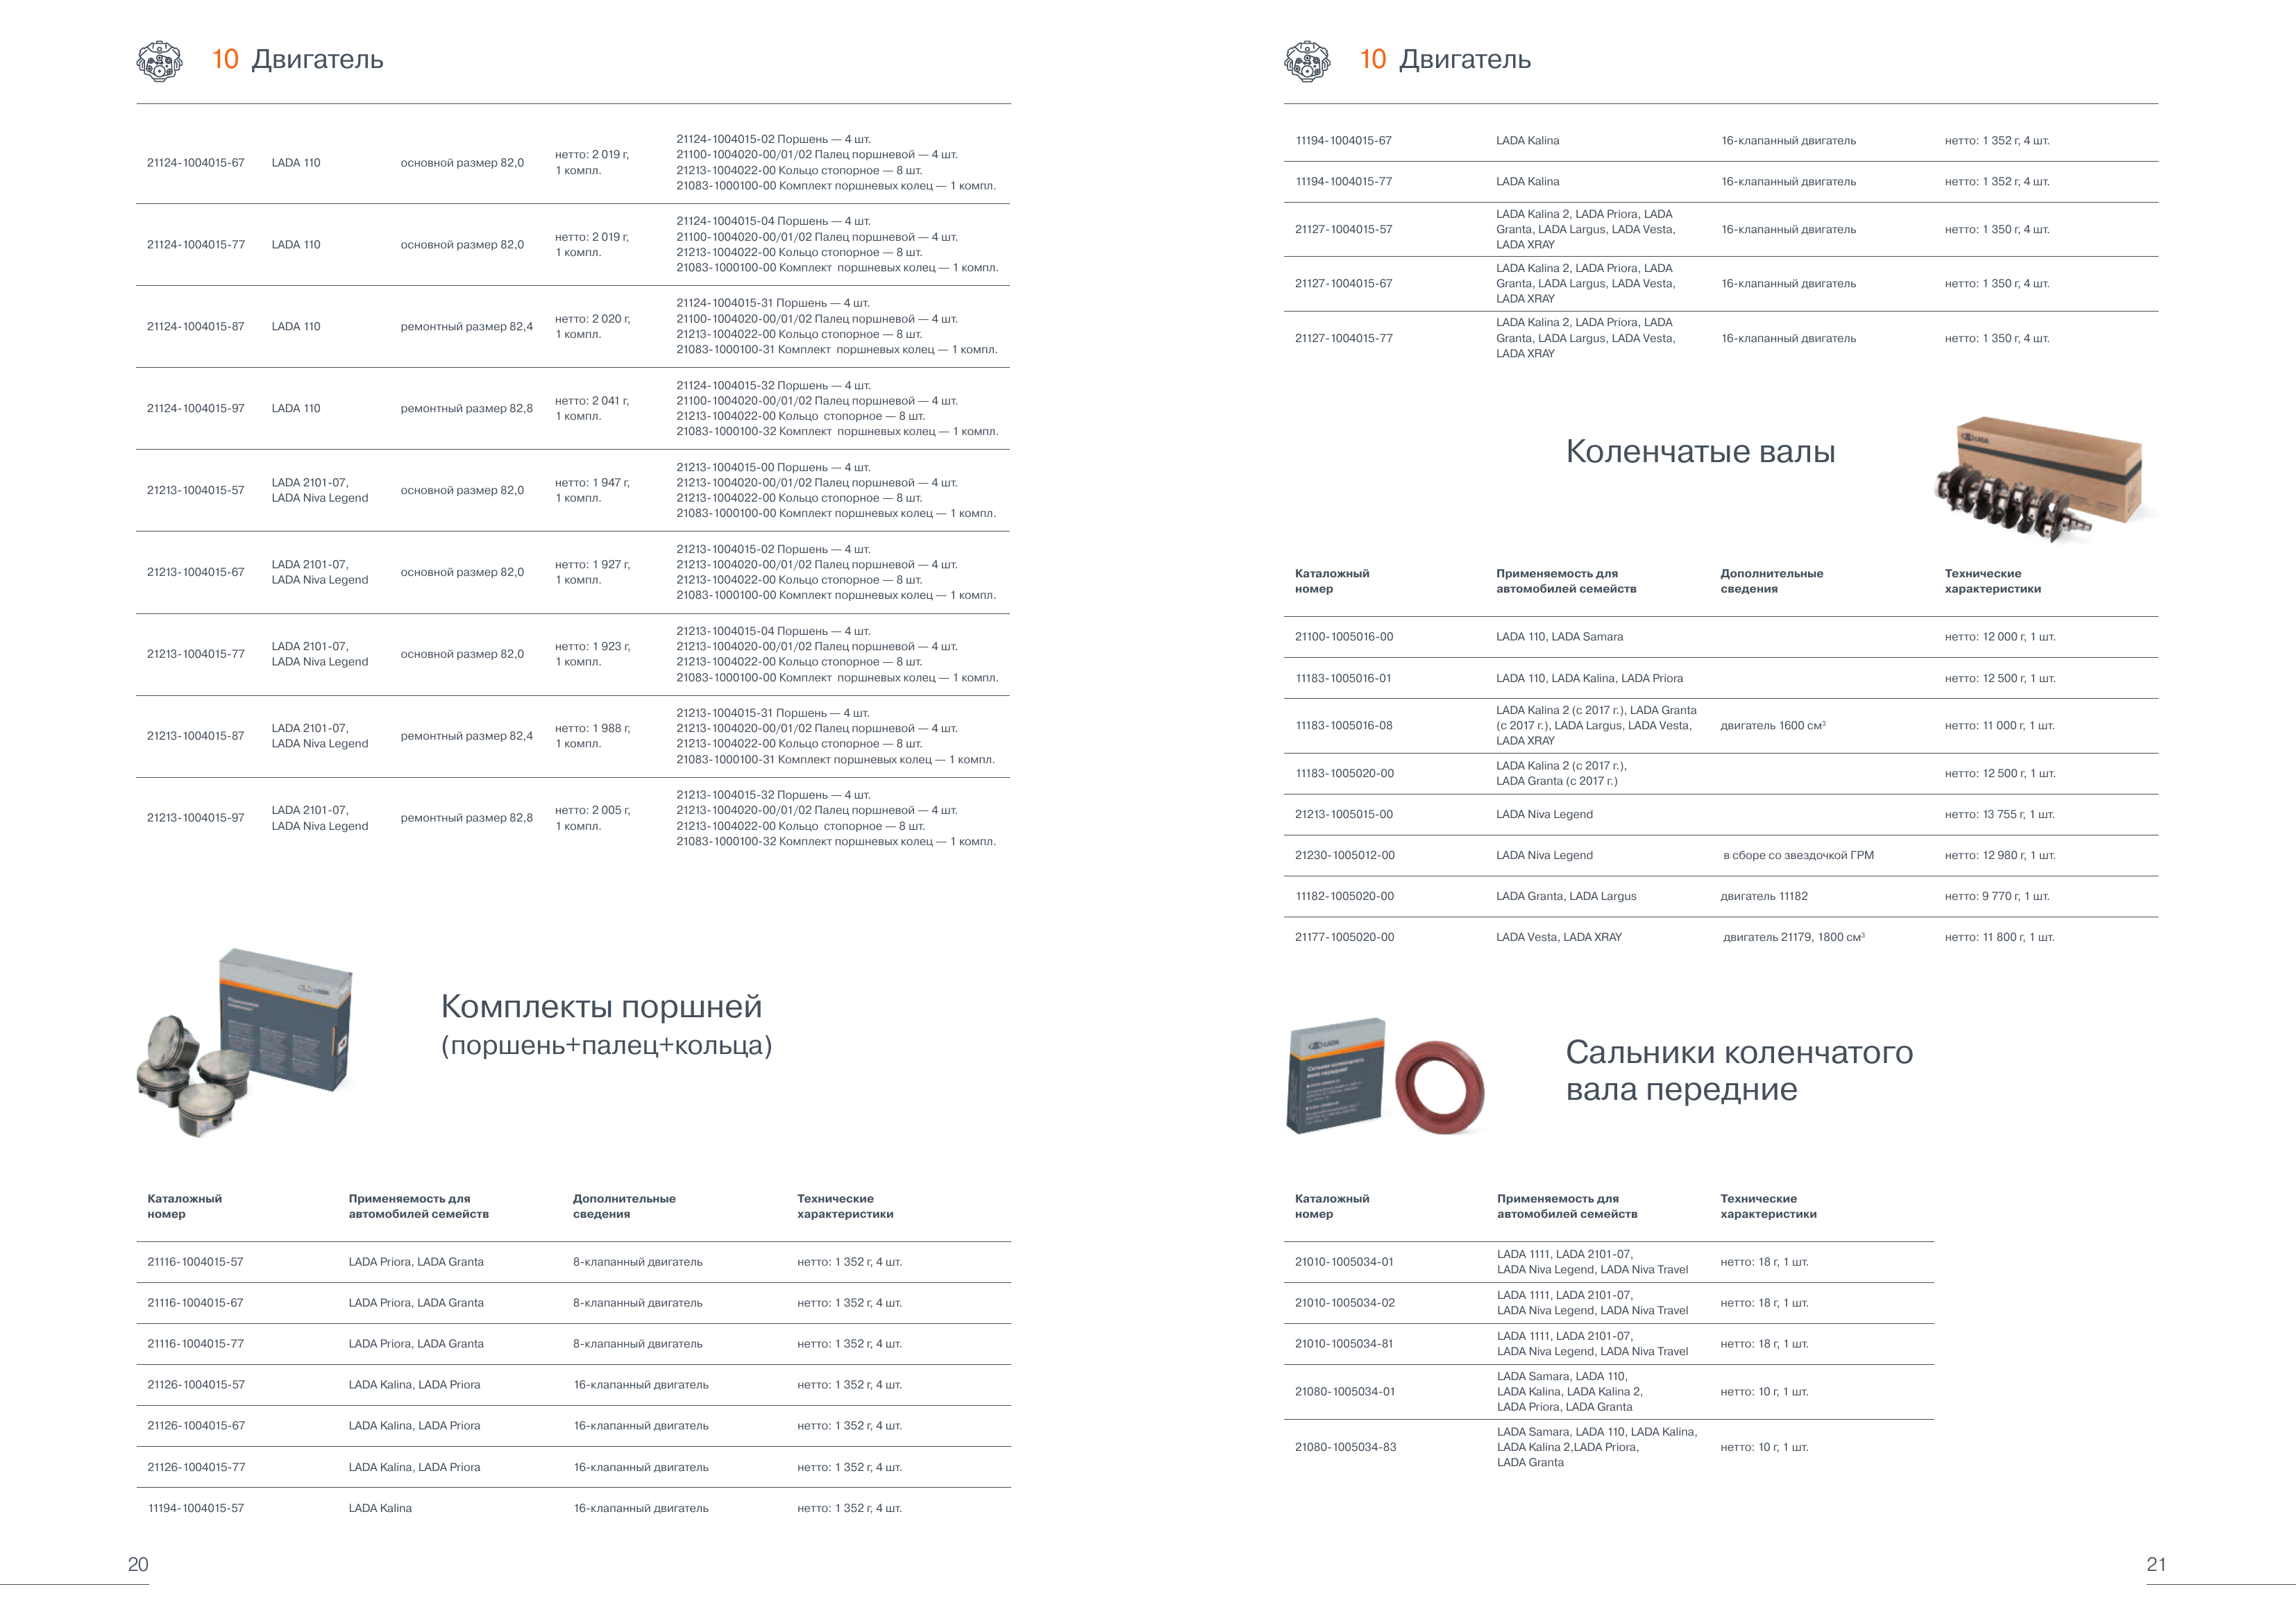 10 Двигатель
21124-1004015-67 LADA 110 основной размер 82,0 нетто: 2 019 г, 1 компл.
21124-1004015-02 Поршень — 4 шт.
21100-1004020-00/01/02 Палец поршневой — 4 шт.
21213-1004022-00 Кольцо стопорное — 8 шт.
21083-1000100-00 Комплект поршневых колец — 1 компл.
21124-1004015-77 LADA 110 основной размер 82,0 нетто: 2 019 г, 1 компл.
21124-1004015-04 Поршень — 4 шт.
21100-1004020-00/01/02 Палец поршневой — 4 шт.
21213-1004022-00 Кольцо стопорное — 8 шт.
21083-1000100-00 Комплект поршневых колец — 1 компл.
21124-1004015-87 LADA 110 ремонтный размер 82,4 нетто: 2 020 г, 1 компл.
21124-1004015-31 Поршень — 4 шт.
21100-1004020-00/01/02 Палец поршневой — 4 шт.
21213-1004022-00 Кольцо стопорное — 8 шт.
21083-1000100-31 Комплект поршневых колец — 1 компл.
21124-1004015-97 LADA 110 ремонтный размер 82,8 нетто: 2 041 г, 1 компл.
21124-1004015-32 Поршень — 4 шт.
21100-1004020-00/01/02 Палец поршневой — 4 шт.
21213-1004022-00 Кольцо стопорное — 8 шт.
21083-1000100-32 Комплект поршневых колец — 1 компл.
21213-1004015-57 LADA 2101-07, LADA Niva Legend основной размер 82,0 нетто: 1 947 г, 1 компл.
21213-1004015-00 Поршень — 4 шт.
21213-1004020-00/01/02 Палец поршневой — 4 шт.
21213-1004022-00 Кольцо стопорное — 8 шт.
21083-1000100-00 Комплект поршневых колец — 1 компл.
21213-1004015-67 LADA 2101-07, LADA Niva Legend основной размер 82,0 нетто: 1 927 г, 1 компл.
21213-1004015-02 Поршень — 4 шт.
21213-1004020-00/01/02 Палец поршневой — 4 шт.
21213-1004022-00 Кольцо стопорное — 8 шт.
21083-1000100-00 Комплект поршневых колец — 1 компл.
21213-1004015-77 LADA 2101-07, LADA Niva Legend основной размер 82,0 нетто: 1 923 г, 1 компл.
21213-1004015-04 Поршень — 4 шт.
21213-1004020-00/01/02 Палец поршневой — 4 шт.
21213-1004022-00 Кольцо стопорное — 8 шт.
21083-1000100-00 Комплект поршневых колец — 1 компл.
21213-1004015-87 LADA 2101-07, LADA Niva Legend ремонтный размер 82,4 нетто: 1 988 г, 1 компл.
21213-1004015-31 Поршень — 4 шт.
21213-1004020-00/01/02 Палец поршневой — 4 шт.
21213-1004022-00 Кольцо стопорное — 8 шт.
21083-1000100-31 Комплект поршневых колец — 1 компл.
21213-1004015-97 LADA 2101-07, LADA Niva Legend ремонтный размер 82,8 нетто: 2 005 г, 1 компл.
21213-1004015-32 Поршень — 4 шт.
21213-1004020-00/01/02 Палец поршневой — 4 шт.
21213-1004022-00 Кольцо стопорное — 8 шт.
21083-1000100-32 Комплект поршневых колец — 1 компл.
LADA
Комплекты поршней
(поршень+палец+кольца)
Каталожный номер Применяемость для автомобилей семейств Дополнительные сведения Технические характеристики
21116-1004015-57 LADA Priora, LADA Granta 8-клапанный двигатель нетто: 1 352 г, 4 шт.
21116-1004015-67 LADA Priora, LADA Granta 8-клапанный двигатель нетто: 1 352 г, 4 шт.
21116-1004015-77 LADA Priora, LADA Granta 8-клапанный двигатель нетто: 1 352 г, 4 шт.
21126-1004015-57 LADA Kalina, LADA Priora 16-клапанный двигатель нетто: 1 352 г, 4 шт.
21126-1004015-67 LADA Kalina, LADA Priora 16-клапанный двигатель нетто: 1 352 г, 4 шт.
21126-1004015-77 LADA Kalina, LADA Priora 16-клапанный двигатель нетто: 1 352 г, 4 шт.
11194-1004015-57 LADA Kalina 16-клапанный двигатель нетто: 1 352 г, 4 шт.
20
10 Двигатель
11194-1004015-67 LADA Kalina 16-клапанный двигатель нетто: 1 352 г, 4 шт.
11194-1004015-77 LADA Kalina 16-клапанный двигатель нетто: 1 352 г, 4 шт.
21127-1004015-57 LADA Kalina 2, LADA Priora, LADA Granta, LADA Largus, LADA Vesta, LADA XRAY 16-клапанный двигатель нетто: 1 350 г, 4 шт.
21127-1004015-67 LADA Kalina 2, LADA Priora, LADA Granta, LADA Largus, LADA Vesta, LADA XRAY 16-клапанный двигатель нетто: 1 350 г, 4 шт.
21127-1004015-77 LADA Kalina 2, LADA Priora, LADA Granta, LADA Largus, LADA Vesta, LADA XRAY 16-клапанный двигатель нетто: 1 350 г, 4 шт.
Коленчатые валы
LADA
Каталожный номер Применяемость для автомобилей семейств Дополнительные сведения Технические характеристики
21100-1005016-00 LADA 110, LADA Samara нетто: 12 000 г, 1 шт.
11183-1005016-01 LADA 110, LADA Kalina, LADA Priora нетто: 12 500 г, 1 шт.
11183-1005016-08 LADA Kalina 2 (с 2017 г.), LADA Granta (с 2017 г.), LADA Largus, LADA Vesta, LADA XRAY двигатель 1600 см³ нетто: 11 000 г, 1 шт.
11183-1005020-00 LADA Kalina 2 (с 2017 г.), LADA Granta (с 2017 г.) нетто: 12 500 г, 1 шт.
21213-1005015-00 LADA Niva Legend нетто: 13 755 г, 1 шт.
21230-1005012-00 LADA Niva Legend в сборе со звездочкой ГРМ нетто: 12 980 г, 1 шт.
11182-1005020-00 LADA Granta, LADA Largus двигатель 11182 нетто: 9 770 г, 1 шт.
21177-1005020-00 LADA Vesta, LADA XRAY двигатель 21179, 1800 см³ нетто: 11 800 г, 1 шт.
LADA
Сальник коленчатого
вала передний
Сальники коленчатого
вала передние
Каталожный номер Применяемость для автомобилей семейств Технические характеристики
21010-1005034-01 LADA 1111, LADA 2101-07, LADA Niva Legend, LADA Niva Travel нетто: 18 г, 1 шт.
21010-1005034-02 LADA 1111, LADA 2101-07, LADA Niva Legend, LADA Niva Travel нетто: 18 г, 1 шт.
21010-1005034-81 LADA 1111, LADA 2101-07, LADA Niva Legend, LADA Niva Travel нетто: 18 г, 1 шт.
21080-1005034-01 LADA Samara, LADA 110, LADA Kalina, LADA Kalina 2, LADA Priora, LADA Granta нетто: 10 г, 1 шт.
21080-1005034-83 LADA Samara, LADA 110, LADA Kalina, LADA Kalina 2,LADA Priora, LADA Granta нетто: 10 г, 1 шт.
21